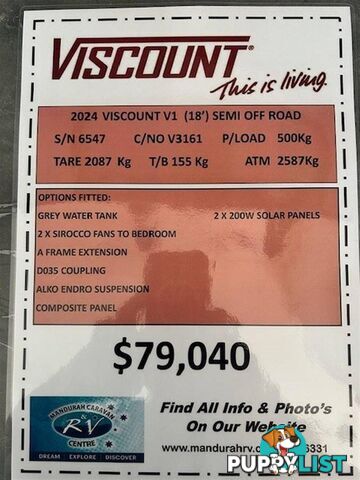 VISCOUNT®
This is living.
2024 VISCOUNT V1 (18') SEMI OFF ROAD
S/N 6547 C/NO V3161 P/LOAD 500Kg
TARE 2087 Kg T/B 155 Kg ATM 2587Kg
OPTIONS FITTED:
GREY WATER TANK 2 X 200W SOLAR PANELS
2 X SIROCCO FANS TO BEDROOM
A FRAME EXTENSION
D035 COUPLING
ALKO ENDRO SUSPENSION
COMPOSITE PANEL
$79,040
MANDURAH CARAVAN
& RV
CENTRE
DREAM EXPLORE DISCOVER
Find All Info & Photo's
On Our Website
www.mandurahrv.c 6331
PUPPYLIST